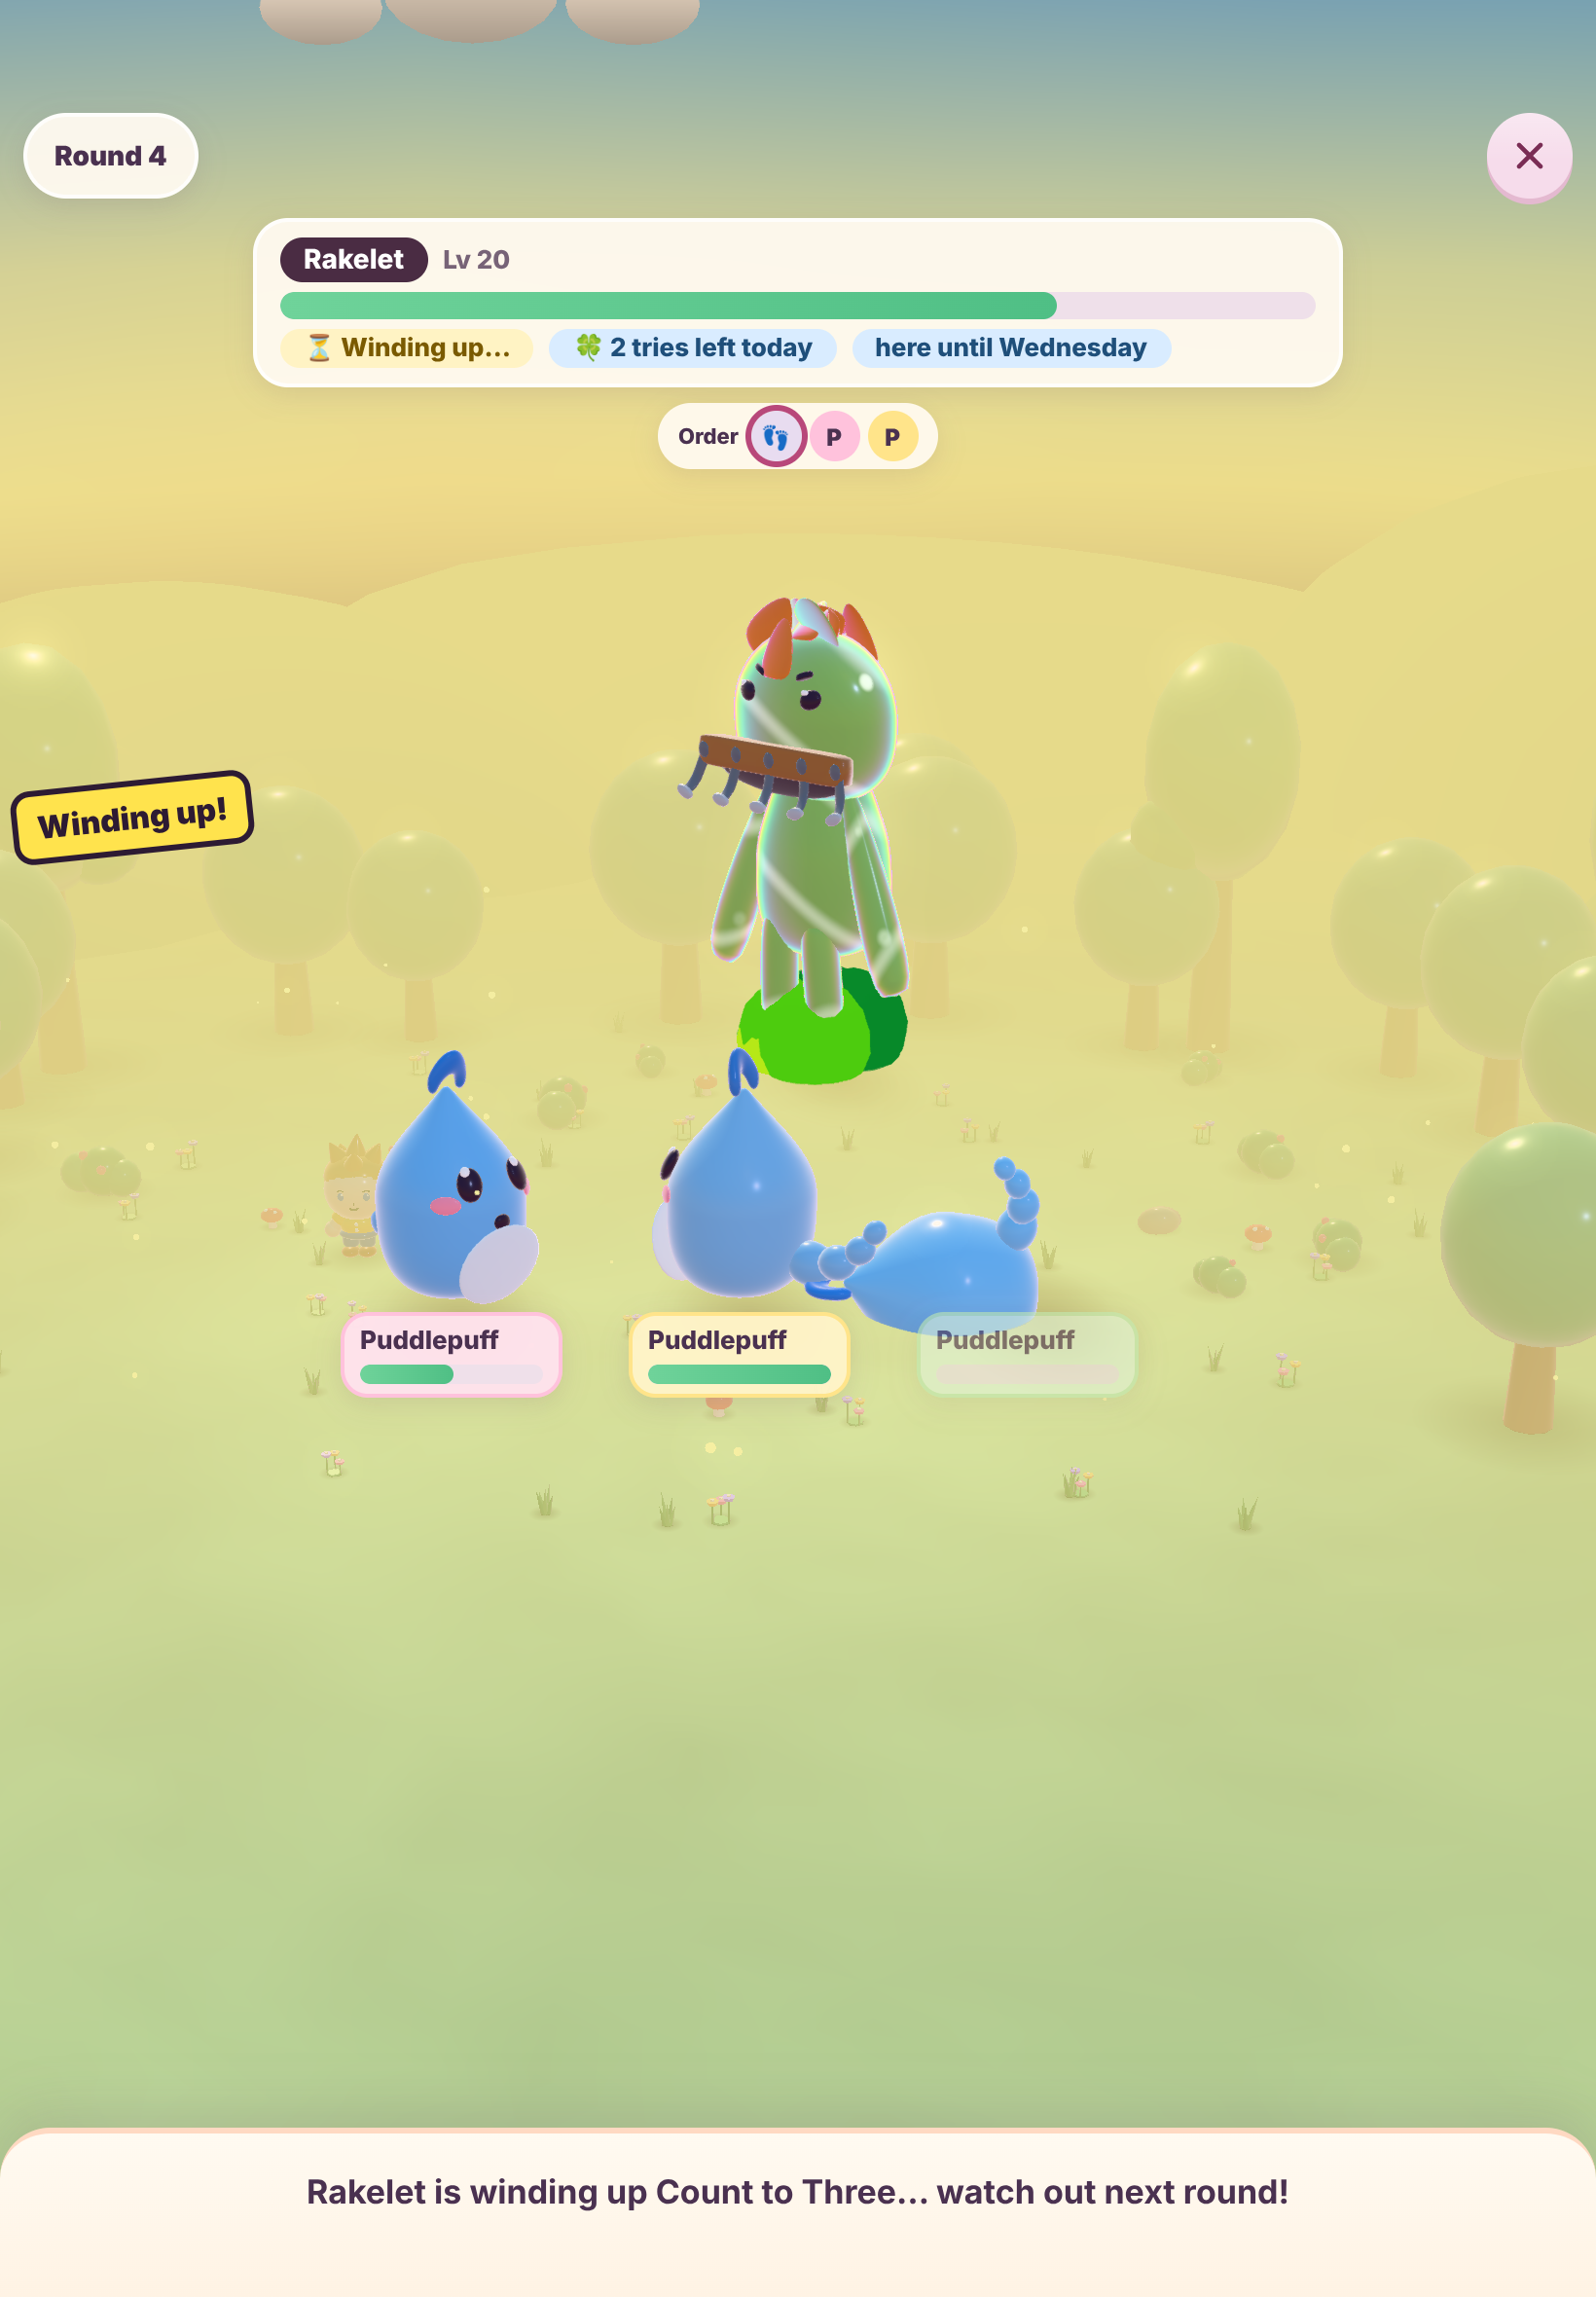 Round 4
Rakelet Lv 20
⏳ Winding up...
🍀 2 tries left today
here until Wednesday
Order 👣 P P
Winding up!
Puddlepuff
Puddlepuff
Puddlepuff
Rakelet is winding up Count to Three... watch out next round!